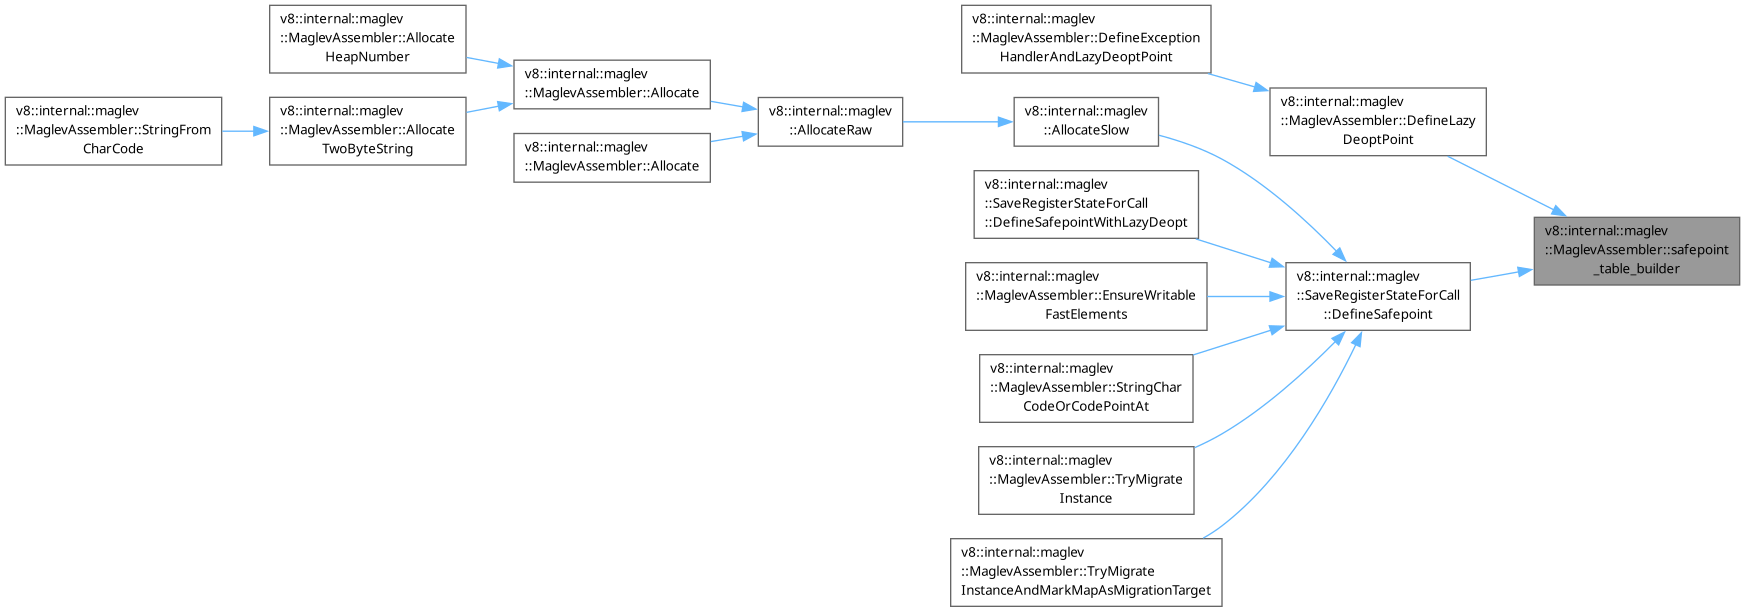 v8::internal::maglev
::MaglevAssembler::StringFrom
CharCode
v8::internal::maglev
::MaglevAssembler::Allocate
HeapNumber
v8::internal::maglev
::MaglevAssembler::Allocate
TwoByteString
v8::internal::maglev
::MaglevAssembler::Allocate
v8::internal::maglev
::MaglevAssembler::Allocate
v8::internal::maglev
::AllocateRaw
v8::internal::maglev
::MaglevAssembler::DefineException
HandlerAndLazyDeoptPoint
v8::internal::maglev
::AllocateSlow
v8::internal::maglev
::SaveRegisterStateForCall
::DefineSafepointWithLazyDeopt
v8::internal::maglev
::MaglevAssembler::EnsureWritable
FastElements
v8::internal::maglev
::MaglevAssembler::StringChar
CodeOrCodePointAt
v8::internal::maglev
::MaglevAssembler::TryMigrate
Instance
v8::internal::maglev
::MaglevAssembler::TryMigrate
InstanceAndMarkMapAsMigrationTarget
v8::internal::maglev
::MaglevAssembler::DefineLazy
DeoptPoint
v8::internal::maglev
::SaveRegisterStateForCall
::DefineSafepoint
v8::internal::maglev
::MaglevAssembler::safepoint
_table_builder